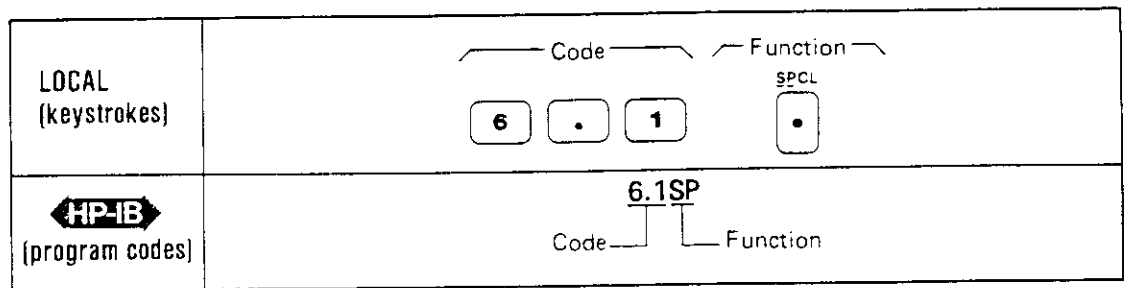 LOCAL
(keystrokes)
Code Function
SPCL
6 . 1 •
HP-IB
(program codes)
6.1SP
Code Function